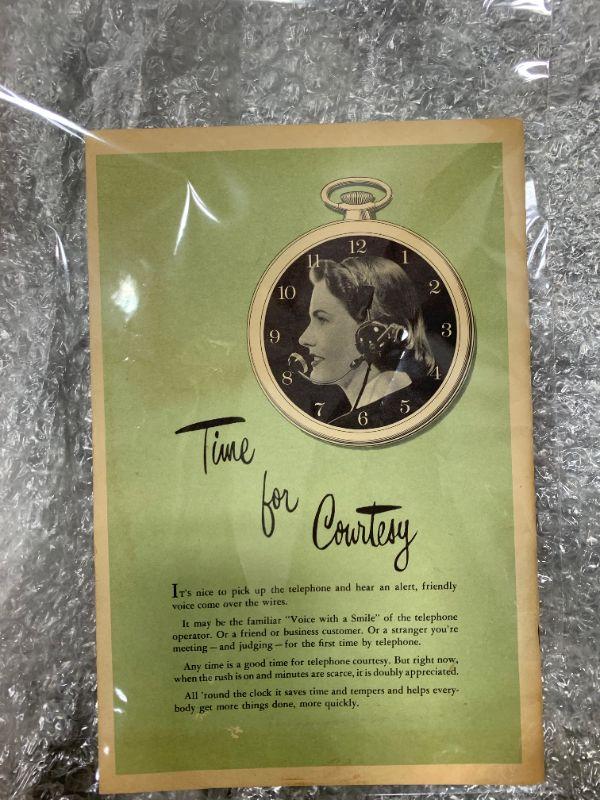 12
11
1
10
2
9
3
8
4
7
6
5
Time
for
Courtesy
IT'S nice to pick up the telephone and hear an alert, friendly
voice come over the wires.
It may be the familiar "Voice with a Smile" of the telephone
operator. Or a friend or business customer. Or a stranger you're
meeting — and judging — for the first time by telephone.
Any time is a good time for telephone courtesy. But right now,
when the rush is on and minutes are scarce, it is doubly appreciated.
All 'round the clock it saves time and tempers and helps every-
body get more things done, more quickly.